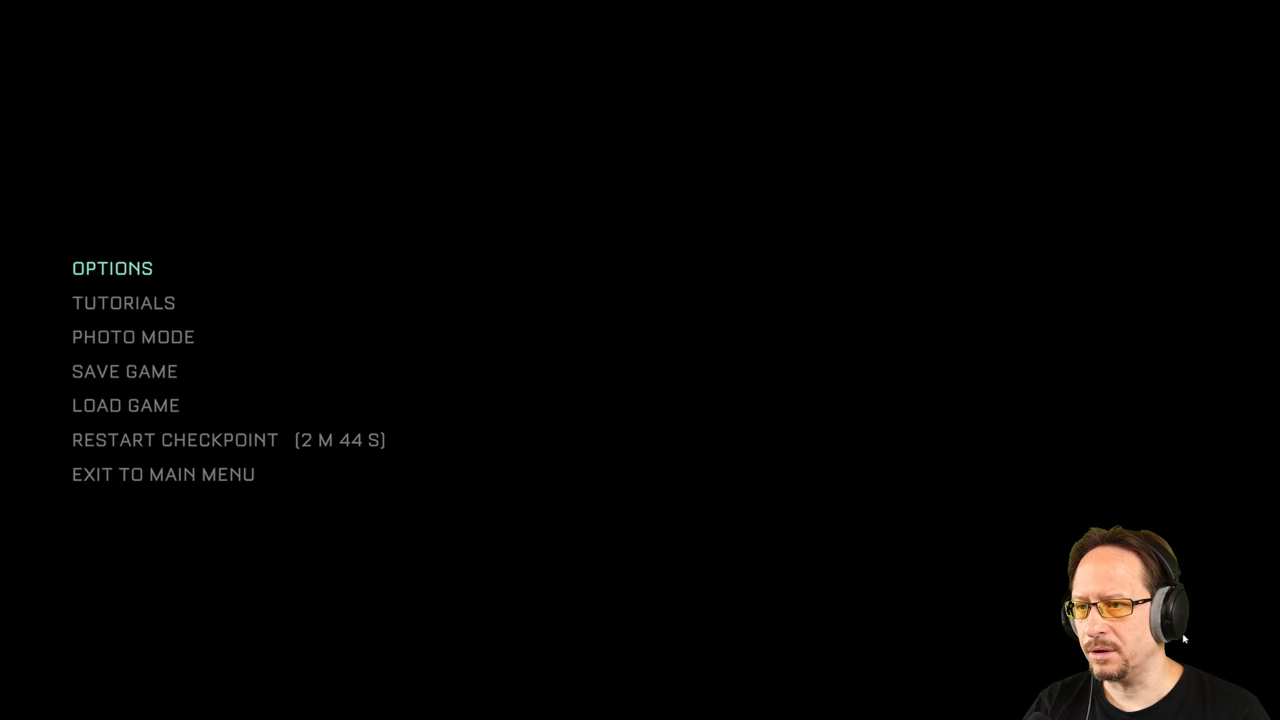 OPTIONS
TUTORIALS
PHOTO MODE
SAVE GAME
LOAD GAME
RESTART CHECKPOINT (2 M 44 S)
EXIT TO MAIN MENU